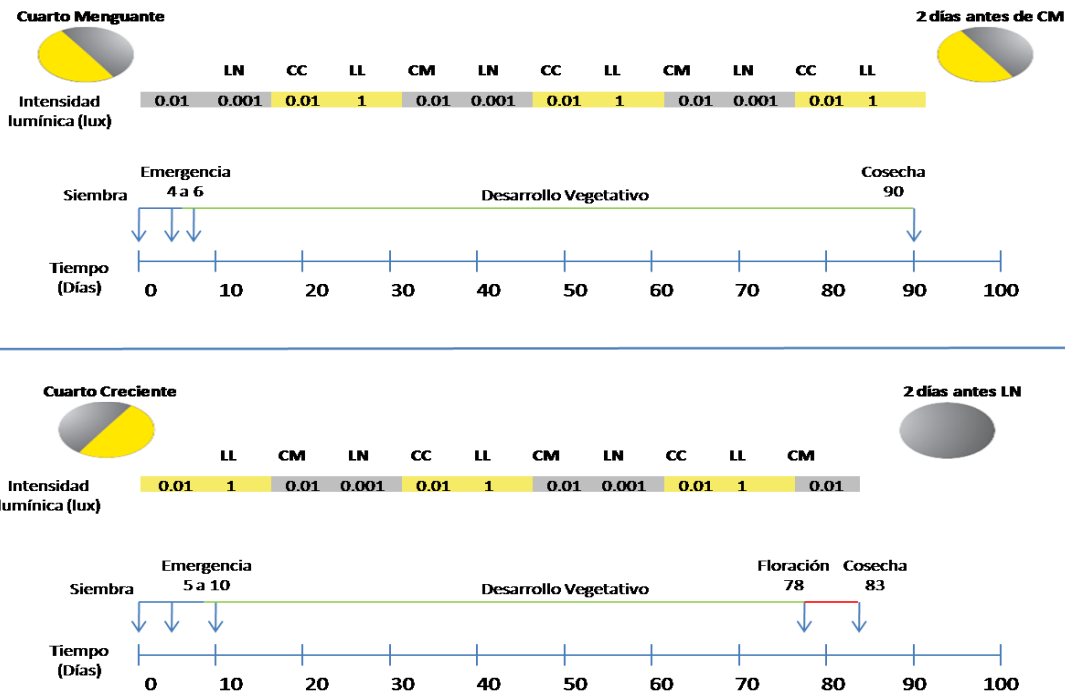 Cuarto Menguante
2 días antes de CM
LN CC LL CM LN CC LL CM LN CC LL
Intensidad
lumínica (lux)
0.01 0.001 0.01 1 0.01 0.001 0.01 1 0.01 0.001 0.01 1
Emergencia
4 a 6
Siembra
Desarrollo Vegetativo
Cosecha
90
Tiempo
(Días)
0 10 20 30 40 50 60 70 80 90 100
Cuarto Creciente
2 días antes LN
LL CM LN CC LL CM LN CC LL CM
Intensidad
lumínica (lux)
0.01 1 0.01 0.001 0.01 1 0.01 0.001 0.01 1 0.01
Emergencia
5 a 10
Siembra
Desarrollo Vegetativo
Floración
78
Cosecha
83
Tiempo
(Días)
0 10 20 30 40 50 60 70 80 90 100